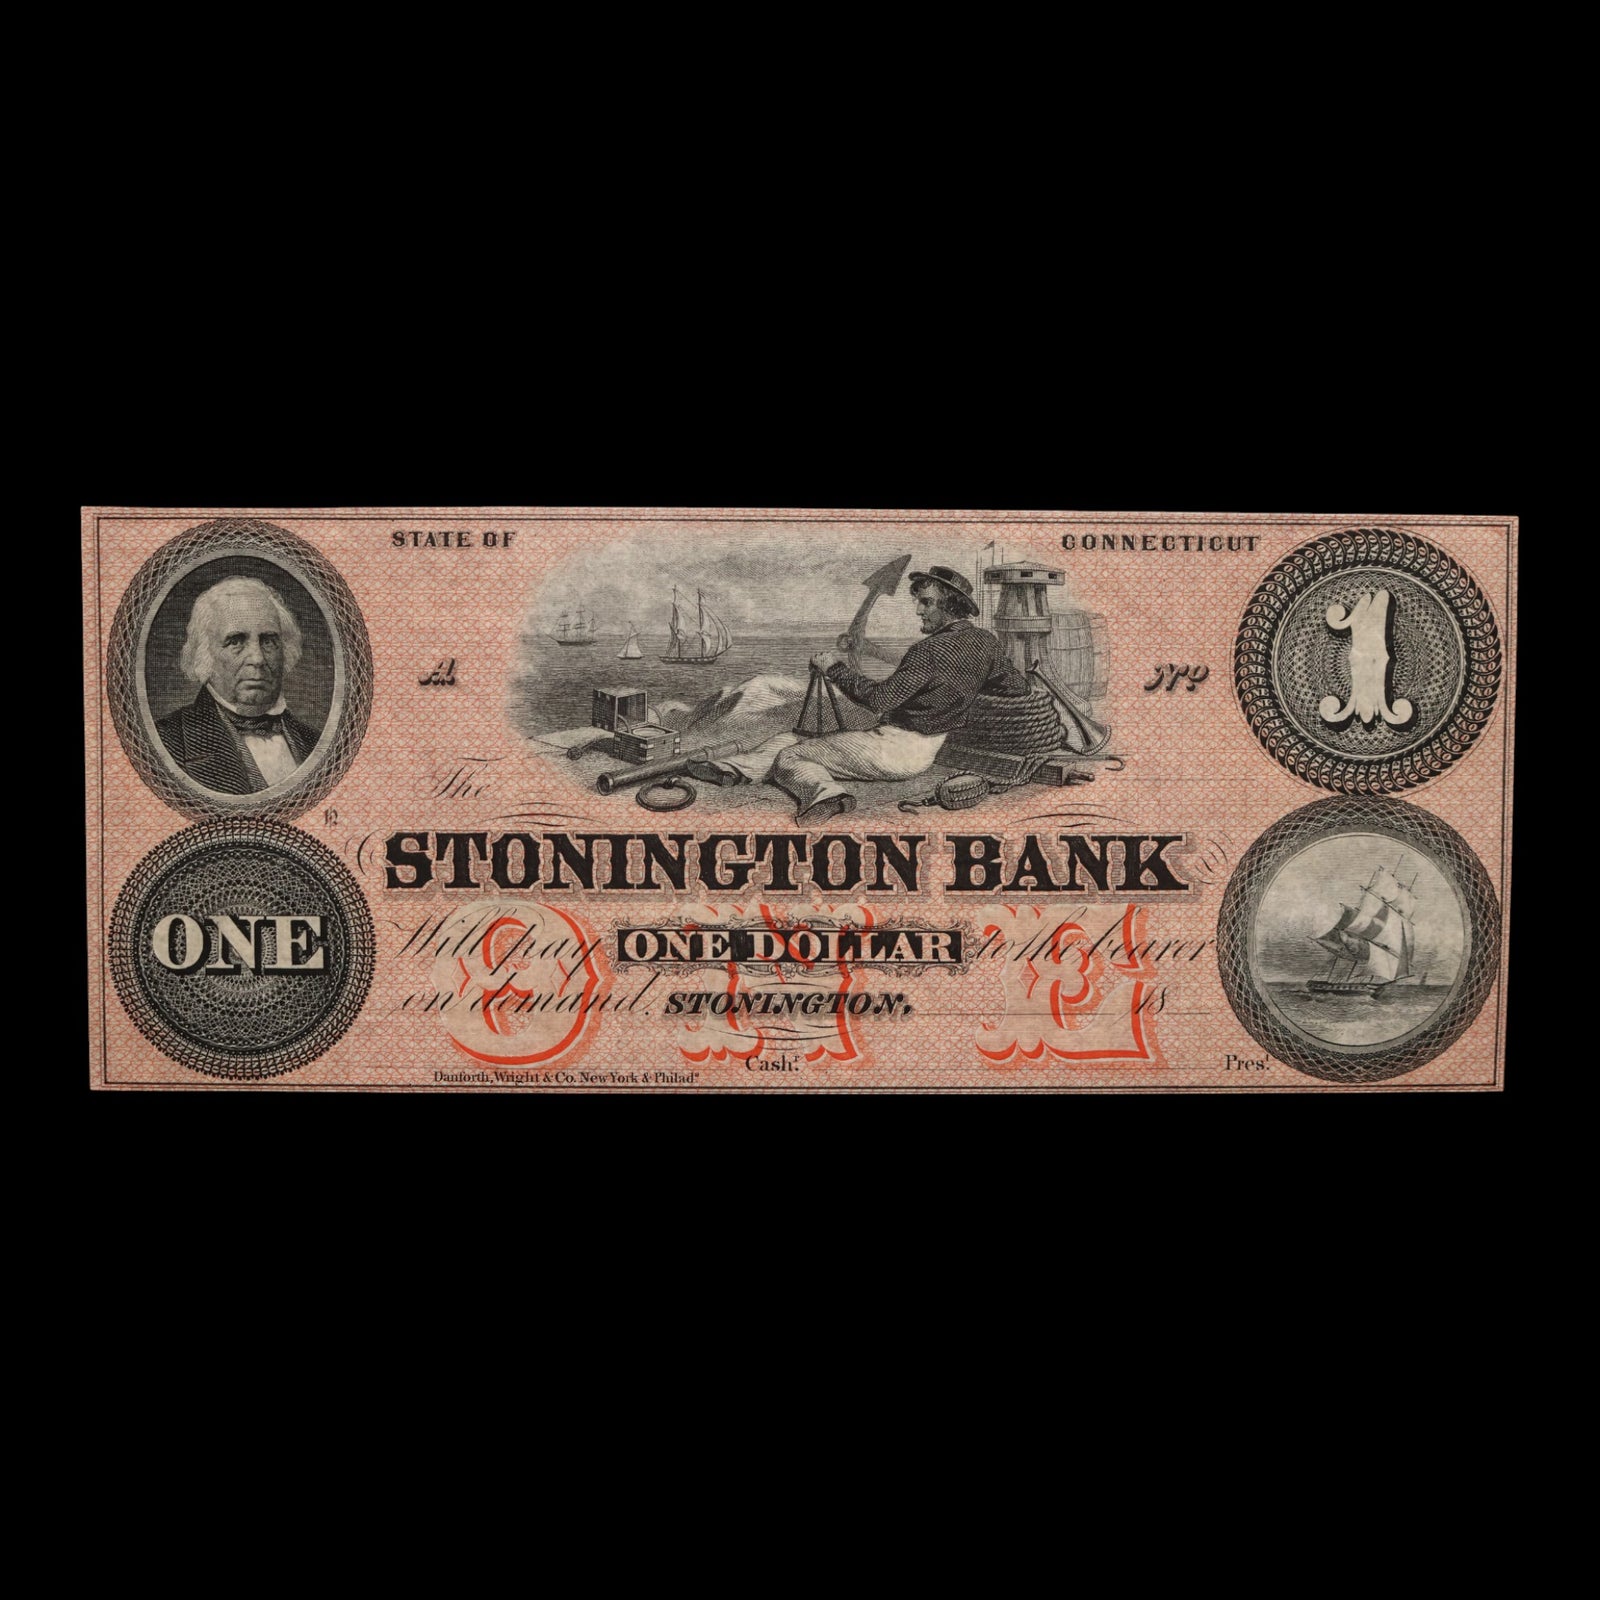 STATE OF CONNECTICUT
1
A No
The
STONINGTON BANK
ONE
Will pay ONE DOLLAR to the bearer
on demand. STONINGTON, 18
ONE
Cashr. Prest.
Danforth, Wright & Co. New York & Philada.